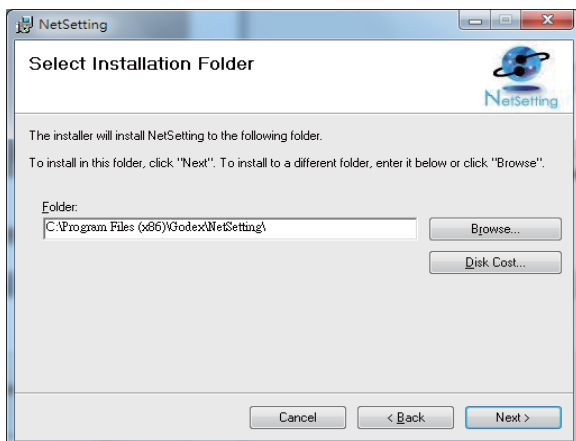 NetSetting
Select Installation Folder
NetSetting
The installer will install NetSetting to the following folder.
To install in this folder, click "Next". To install to a different folder, enter it below or click "Browse".
Folder:
C:\Program Files (x86)\Godex\NetSetting\
Browse...
Disk Cost...
Cancel
< Back
Next >